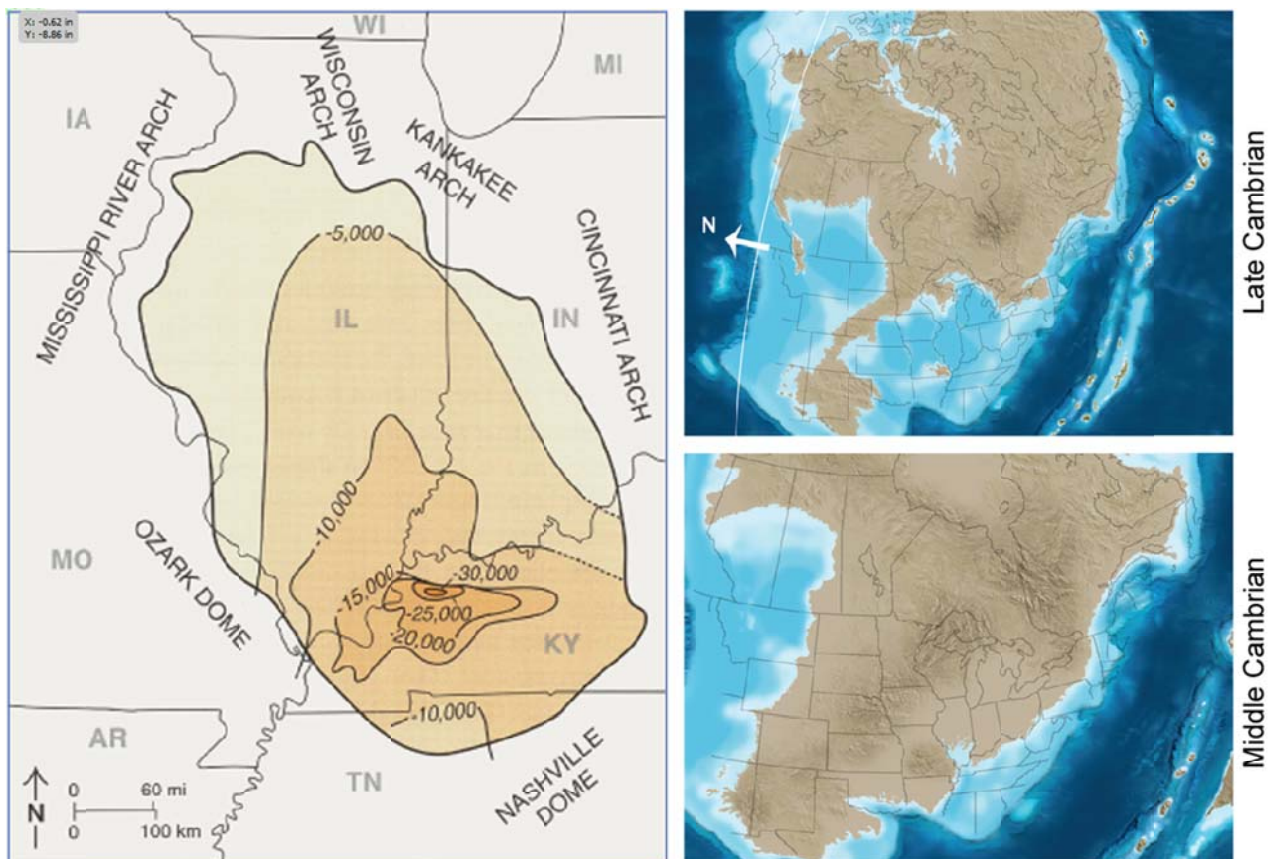 X: -0.62 in
Y: -8.86 in
WI
MI
IA
WISCONSIN
ARCH
KANKAKEE
ARCH
MISSISSIPPI RIVER ARCH
-5,000
IL
IN
CINCINNATI ARCH
-10,000
MO
OZARK DOME
-15,000
-30,000
-25,000
-20,000
KY
-10,000
AR
TN
NASHVILLE
DOME
N
0 60 mi
0 100 km
N
Late Cambrian
Middle Cambrian